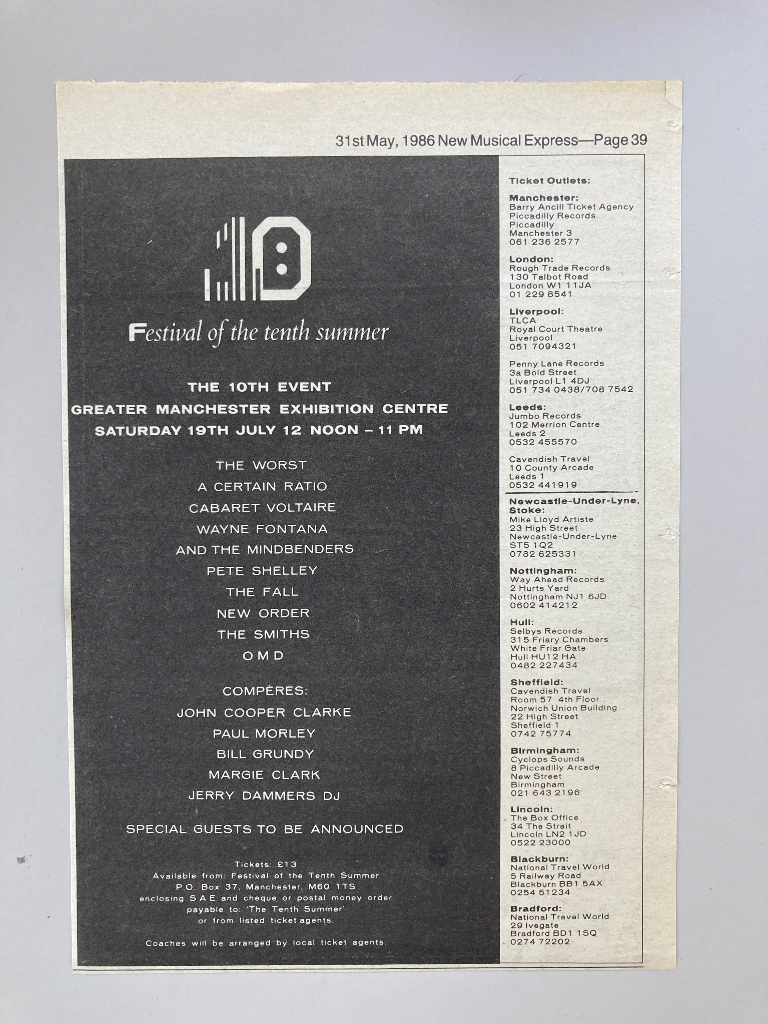 31st May, 1986 New Musical Express—Page 39
10
Festival of the tenth summer
THE 10TH EVENT
GREATER MANCHESTER EXHIBITION CENTRE
SATURDAY 19TH JULY 12 NOON – 11 PM
THE WORST
A CERTAIN RATIO
CABARET VOLTAIRE
WAYNE FONTANA
AND THE MINDBENDERS
PETE SHELLEY
THE FALL
NEW ORDER
THE SMITHS
O M D
COMPÈRES:
JOHN COOPER CLARKE
PAUL MORLEY
BILL GRUNDY
MARGIE CLARK
JERRY DAMMERS DJ
SPECIAL GUESTS TO BE ANNOUNCED
Tickets: £13
Available from: Festival of the Tenth Summer
P.O. Box 37, Manchester, M60 1TS
enclosing S A E and cheque or postal money order
payable to: 'The Tenth Summer'
or from listed ticket agents.
Coaches will be arranged by local ticket agents.
Ticket Outlets:
Manchester:
Barry Ancill Ticket Agency
Piccadilly Records
Piccadilly
Manchester 3
061 236 2577
London:
Rough Trade Records
130 Talbot Road
London W1 11JA
01 229 8541
Liverpool:
TLCA
Royal Court Theatre
Liverpool
051 7094321
Penny Lane Records
3a Bold Street
Liverpool L1 4DJ
051 734 0438/708 7542
Leeds:
Jumbo Records
102 Merrion Centre
Leeds 2
0532 455570
Cavendish Travel
10 County Arcade
Leeds 1
0532 441919
Newcastle-Under-Lyne,
Stoke:
Mike Lloyd Artiste
23 High Street
Newcastle-Under-Lyne
ST5 1Q2
0782 625331
Nottingham:
Way Ahead Records
2 Hurts Yard
Nottingham NJ1 6JD
0602 414212
Hull:
Selbys Records
315 Friary Chambers
White Friar Gate
Hull HU12 HA
0482 227434
Sheffield:
Cavendish Travel
Room 57 4th Floor
Norwich Union Building
22 High Street
Sheffield 1
0742 75774
Birmingham:
Cyclops Sounds
8 Piccadilly Arcade
New Street
Birmingham
021 643 2196
Lincoln:
The Box Office
34 The Strait
Lincoln LN2 1JD
0522 23000
Blackburn:
National Travel World
5 Railway Road
Blackburn BB1 5AX
0254 51234
Bradford:
National Travel World
29 Ivegate
Bradford BD1 1SQ
0274 72202